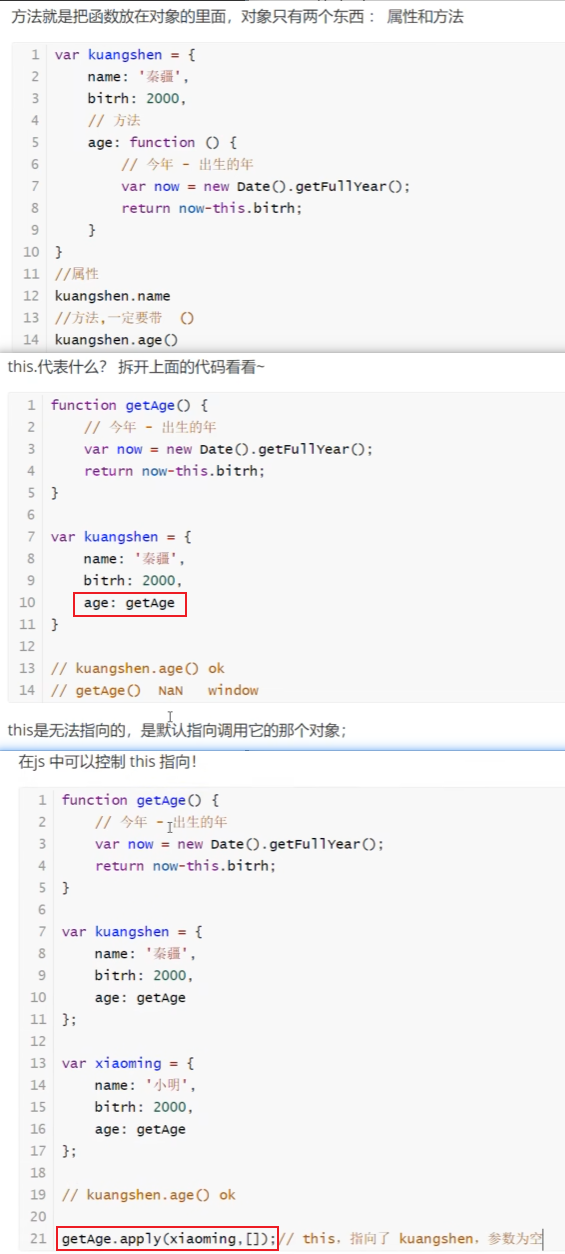 方法就是把函数放在对象的里面，对象只有两个东西： 属性和方法
1 var kuangshen = {
2     name: '秦疆',
3     bitrh: 2000,
4     // 方法
5     age: function () {
6         // 今年 - 出生的年
7         var now = new Date().getFullYear();
8         return now-this.bitrh;
9     }
10 }
11 //属性
12 kuangshen.name
13 //方法,一定要带  ()
14 kuangshen.age()
this.代表什么？ 拆开上面的代码看看~
1 function getAge() {
2     // 今年 - 出生的年
3     var now = new Date().getFullYear();
4     return now-this.bitrh;
5 }
6
7 var kuangshen = {
8     name: '秦疆',
9     bitrh: 2000,
10     age: getAge
11 }
12
13 // kuangshen.age() ok
14 // getAge()  NaN   window
this是无法指向的，是默认指向调用它的那个对象；
在js 中可以控制 this 指向！
1 function getAge() {
2     // 今年 - 出生的年
3     var now = new Date().getFullYear();
4     return now-this.bitrh;
5 }
6
7 var kuangshen = {
8     name: '秦疆',
9     bitrh: 2000,
10     age: getAge
11 };
12
13 var xiaoming = {
14     name: '小明',
15     bitrh: 2000,
16     age: getAge
17 };
18
19 // kuangshen.age() ok
20
21 getAge.apply(xiaoming,[]);// this，指向了 kuangshen，参数为空